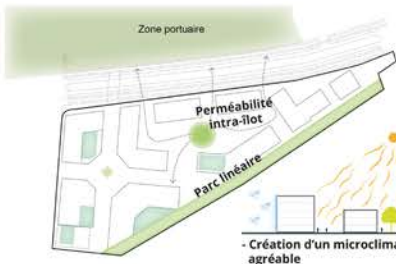 Zone portuaire
Perméabilité
intra-îlot
Parc linéaire
- Création d'un microclima
agréable